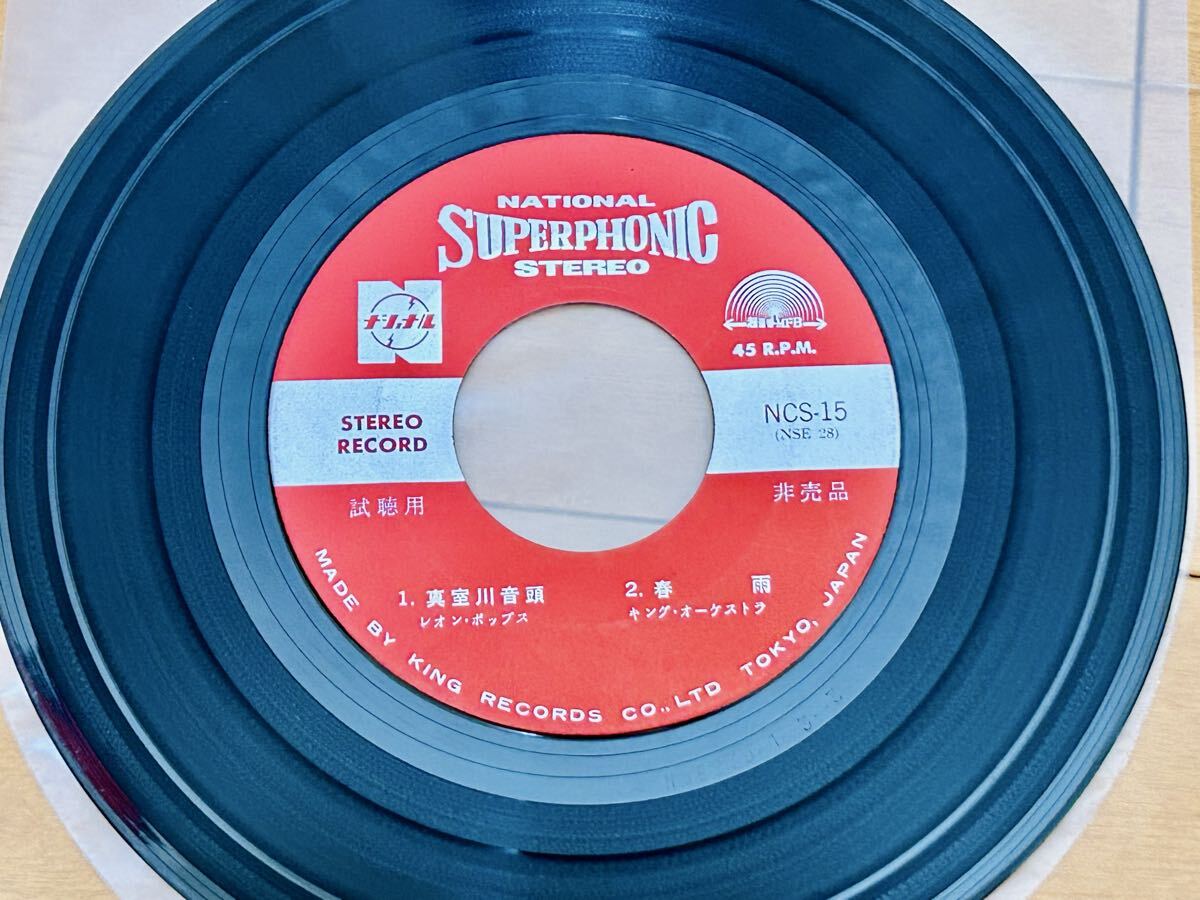 NATIONAL
SUPERPHONIC
STEREO
ナショナル
45 R.P.M.
STEREO
RECORD
NCS-15
(NSE 28)
試聴用
非売品
1. 真室川音頭
レオン・ポップス
2. 春雨
キング・オーケストラ
MADE BY KING RECORDS CO., LTD TOKYO, JAPAN